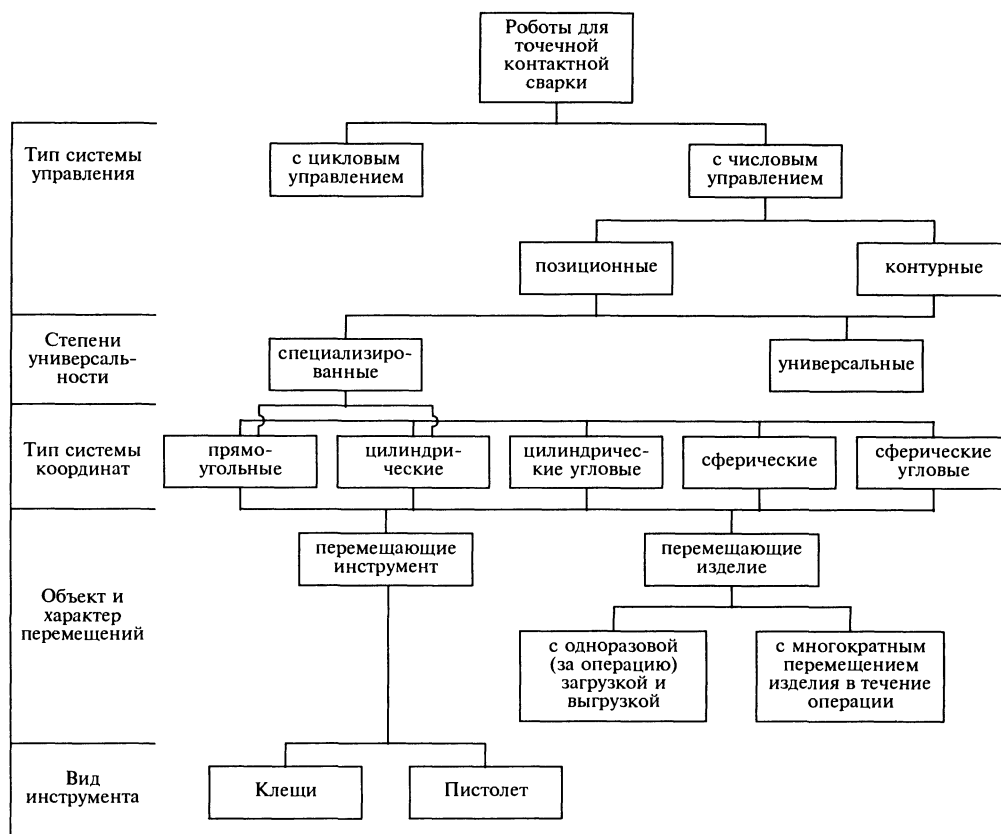 Роботы для
точечной
контактной
сварки
Тип системы
управления
с цикловым
управлением
с числовым
управлением
позиционные
контурные
Степени
универсаль-
ности
специализиро-
ванные
универсальные
Тип системы
координат
прямо-
угольные
цилиндри-
ческие
цилиндричес-
кие угловые
сферические
сферические
угловые
Объект и
характер
перемещений
перемещающие
инструмент
перемещающие
изделие
с одноразовой
(за операцию)
загрузкой и
выгрузкой
с многократным
перемещением
изделия в течение
операции
Вид
инструмента
Клещи
Пистолет